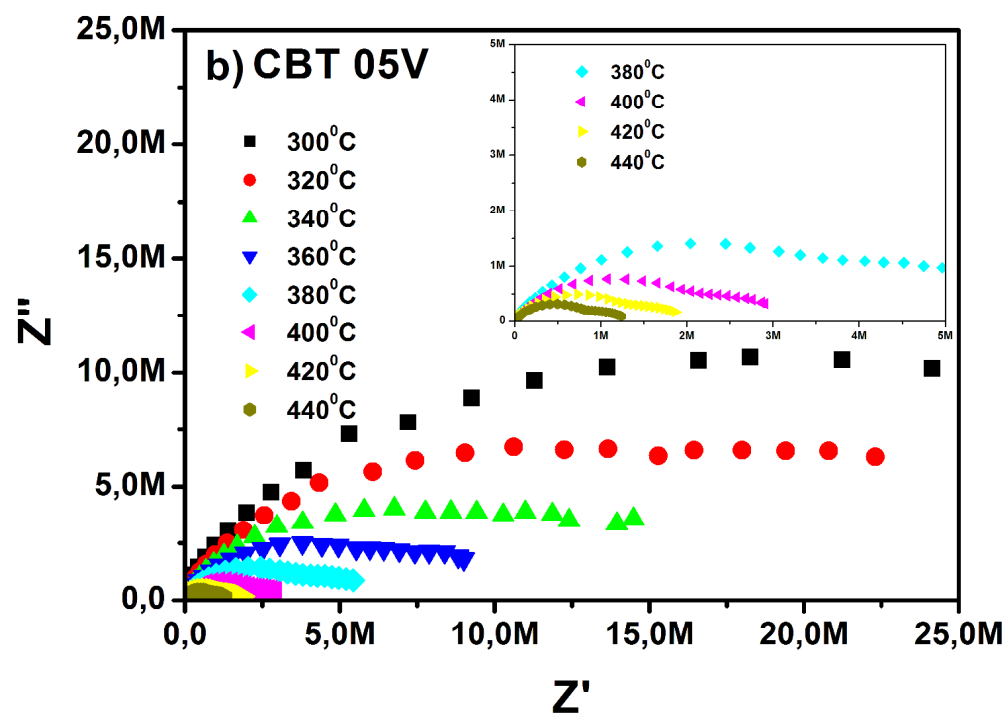 b) CBT 05V
25,0M
20,0M
15,0M
10,0M
5,0M
0,0
Z''
300⁰C
320⁰C
340⁰C
360⁰C
380⁰C
400⁰C
420⁰C
440⁰C
5M
4M
3M
2M
1M
0
380⁰C
400⁰C
420⁰C
440⁰C
0 1M 2M 3M 4M 5M
0,0 5,0M 10,0M 15,0M 20,0M 25,0M
Z'